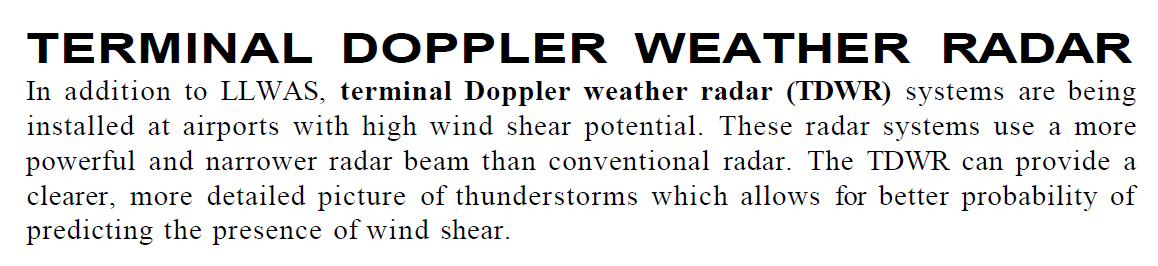 TERMINAL DOPPLER WEATHER RADAR
In addition to LLWAS, terminal Doppler weather radar (TDWR) systems are being
installed at airports with high wind shear potential. These radar systems use a more
powerful and narrower radar beam than conventional radar. The TDWR can provide a
clearer, more detailed picture of thunderstorms which allows for better probability of
predicting the presence of wind shear.